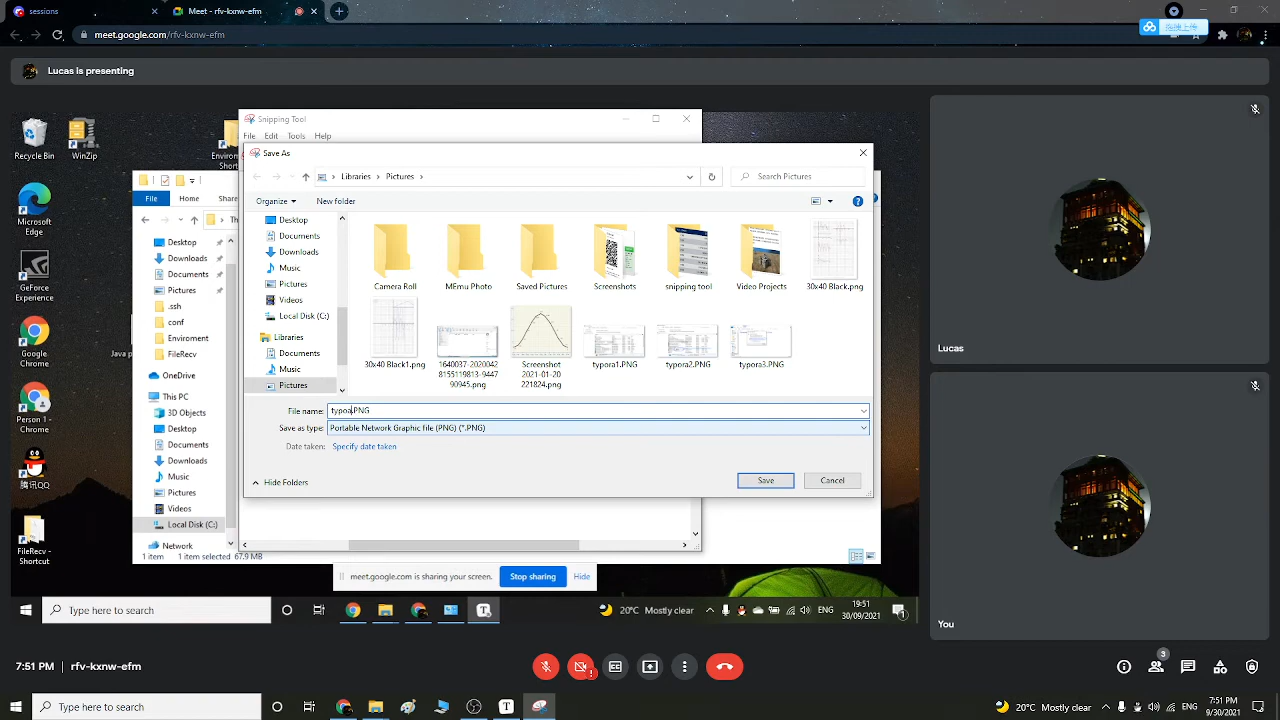 sessions
Meet - rfv-kxnw-efm
meet.google.com/rfv-kxnw-efm
拖拽上传
Lucas is presenting
Recycle Bin
WinZip
Microsoft Edge
GeForce Experience
Google Chrome
Person 1 - Chrome
腾讯QQ
FileRecv - Shortcut
Snipping Tool
File Edit Tools Help
Save As
Libraries > Pictures >
Search Pictures
Organize
New folder
Desktop
Documents
Downloads
Music
Pictures
Videos
Local Disk (C:)
Libraries
Documents
Music
Pictures
Camera Roll
MEmu Photo
Saved Pictures
Screenshots
snipping tool
Video Projects
30x40 Black.png
30x40 Black1.png
1640037-2020042
8155119813-9447
90945.png
Screenshot
2021-01-20
221824.png
typora1.PNG
typora2.PNG
typora3.PNG
File name: typoa.PNG
Save as type: Portable Network Graphic file (PNG) (*.PNG)
Date taken: Specify date taken
Hide Folders
Save
Cancel
File
Home
Share
Th
Desktop
Downloads
Documents
Pictures
.ssh
conf
Enviroment
FileRecv
OneDrive
This PC
3D Objects
Desktop
Documents
Downloads
Music
Pictures
Videos
Local Disk (C:)
Network
1 item
1 item selected 67.9 MB
Java p
meet.google.com is sharing your screen.
Stop sharing
Hide
Type here to search
20°C Mostly clear
ENG
19:51
30/09/2021
Lucas
You
7:51 PM | rfv-kxnw-efm
3
Type here to search
20°C Mostly clear
ENG
7:51 PM
9/30/2021